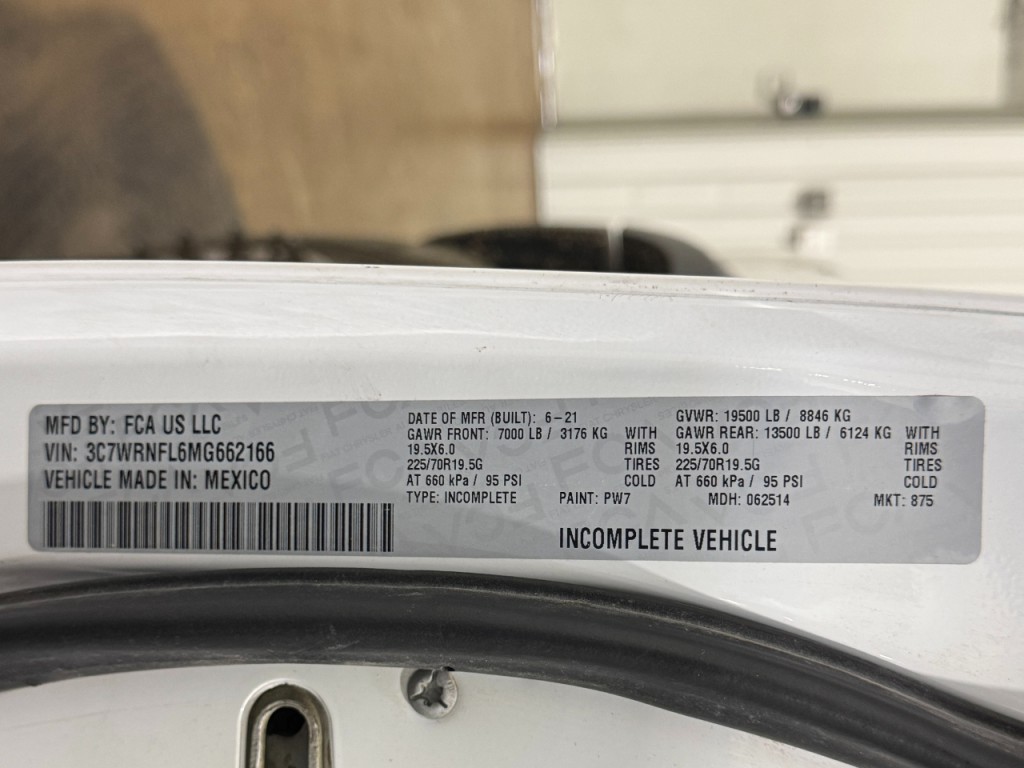 MFD BY: FCA US LLC
VIN: 3C7WRNFL6MG662166
VEHICLE MADE IN: MEXICO
DATE OF MFR (BUILT): 6-21
GAWR FRONT: 7000 LB / 3176 KG WITH
19.5X6.0 RIMS
225/70R19.5G TIRES
AT 660 kPa / 95 PSI COLD
TYPE: INCOMPLETE PAINT: PW7
GVWR: 19500 LB / 8846 KG
GAWR REAR: 13500 LB / 6124 KG WITH
19.5X6.0 RIMS
225/70R19.5G TIRES
AT 660 kPa / 95 PSI COLD
MDH: 062514 MKT: 875
INCOMPLETE VEHICLE